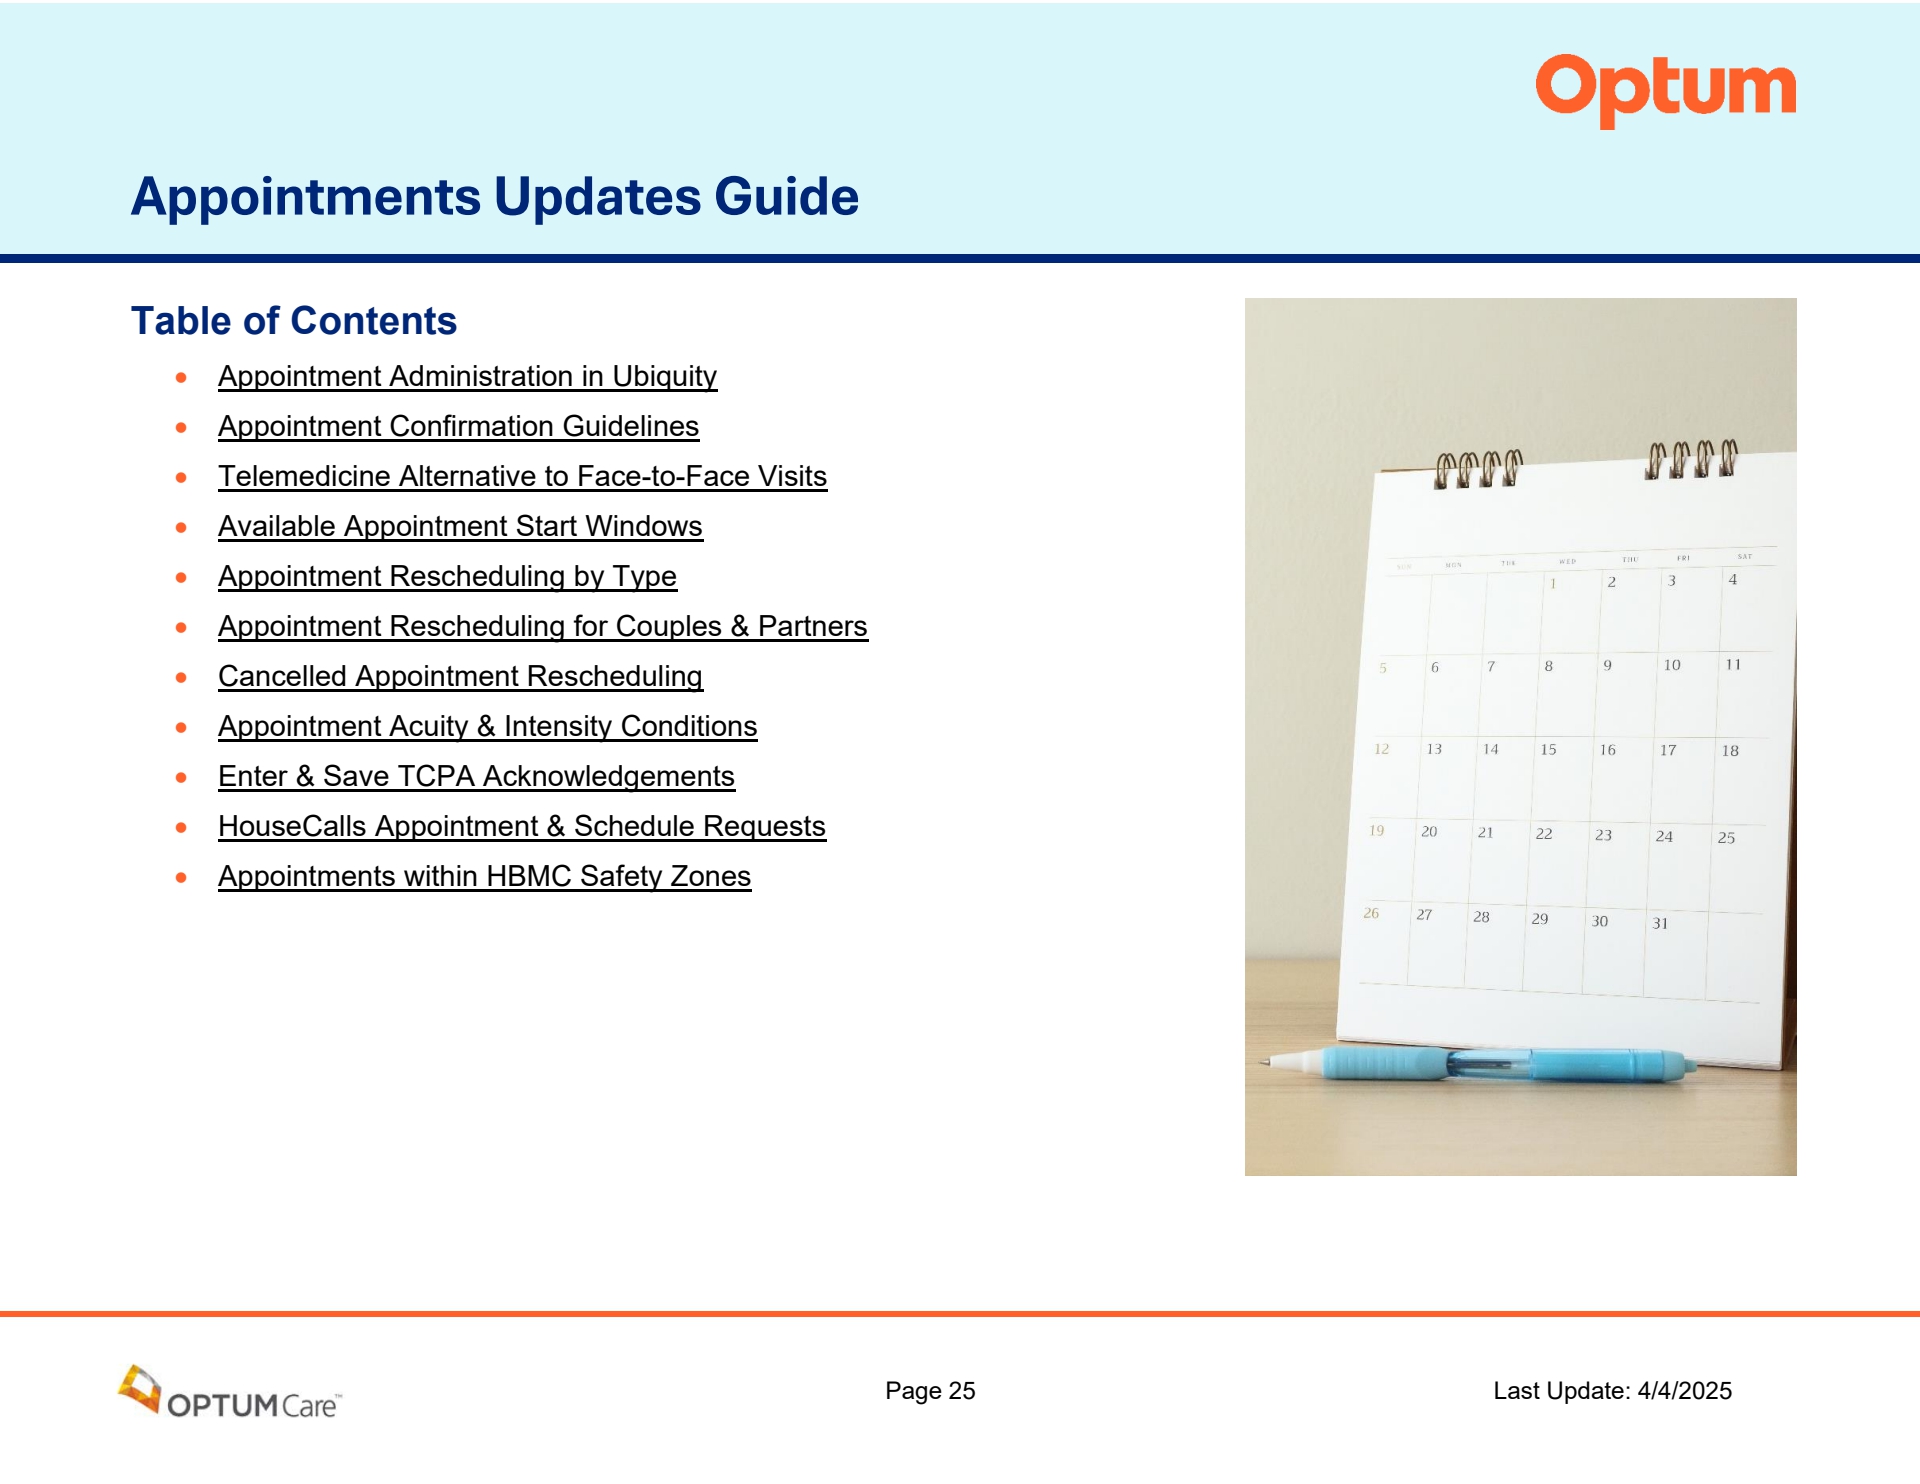 Optum
Appointments Updates Guide
Table of Contents
• Appointment Administration in Ubiquity
• Appointment Confirmation Guidelines
• Telemedicine Alternative to Face-to-Face Visits
• Available Appointment Start Windows
• Appointment Rescheduling by Type
• Appointment Rescheduling for Couples & Partners
• Cancelled Appointment Rescheduling
• Appointment Acuity & Intensity Conditions
• Enter & Save TCPA Acknowledgements
• HouseCalls Appointment & Schedule Requests
• Appointments within HBMC Safety Zones
SUN MON TUE WED THU FRI SAT
1 2 3 4
5 6 7 8 9 10 11
12 13 14 15 16 17 18
19 20 21 22 23 24 25
26 27 28 29 30 31
OPTUMCare™
Page 25
Last Update: 4/4/2025